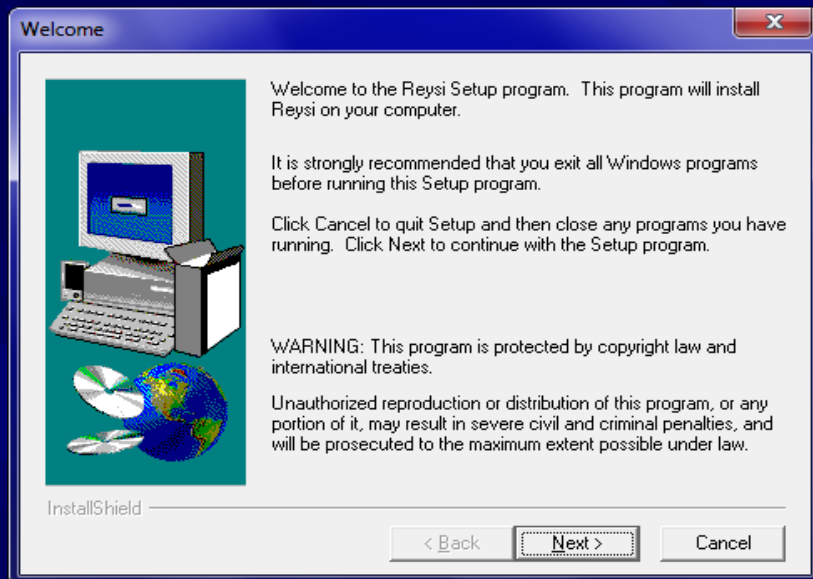 Welcome
Welcome to the Reysi Setup program.  This program will install
Reysi on your computer.
It is strongly recommended that you exit all Windows programs
before running this Setup program.
Click Cancel to quit Setup and then close any programs you have
running.  Click Next to continue with the Setup program.
WARNING: This program is protected by copyright law and
international treaties.
Unauthorized reproduction or distribution of this program, or any
portion of it, may result in severe civil and criminal penalties, and
will be prosecuted to the maximum extent possible under law.
InstallShield
< Back
Next >
Cancel